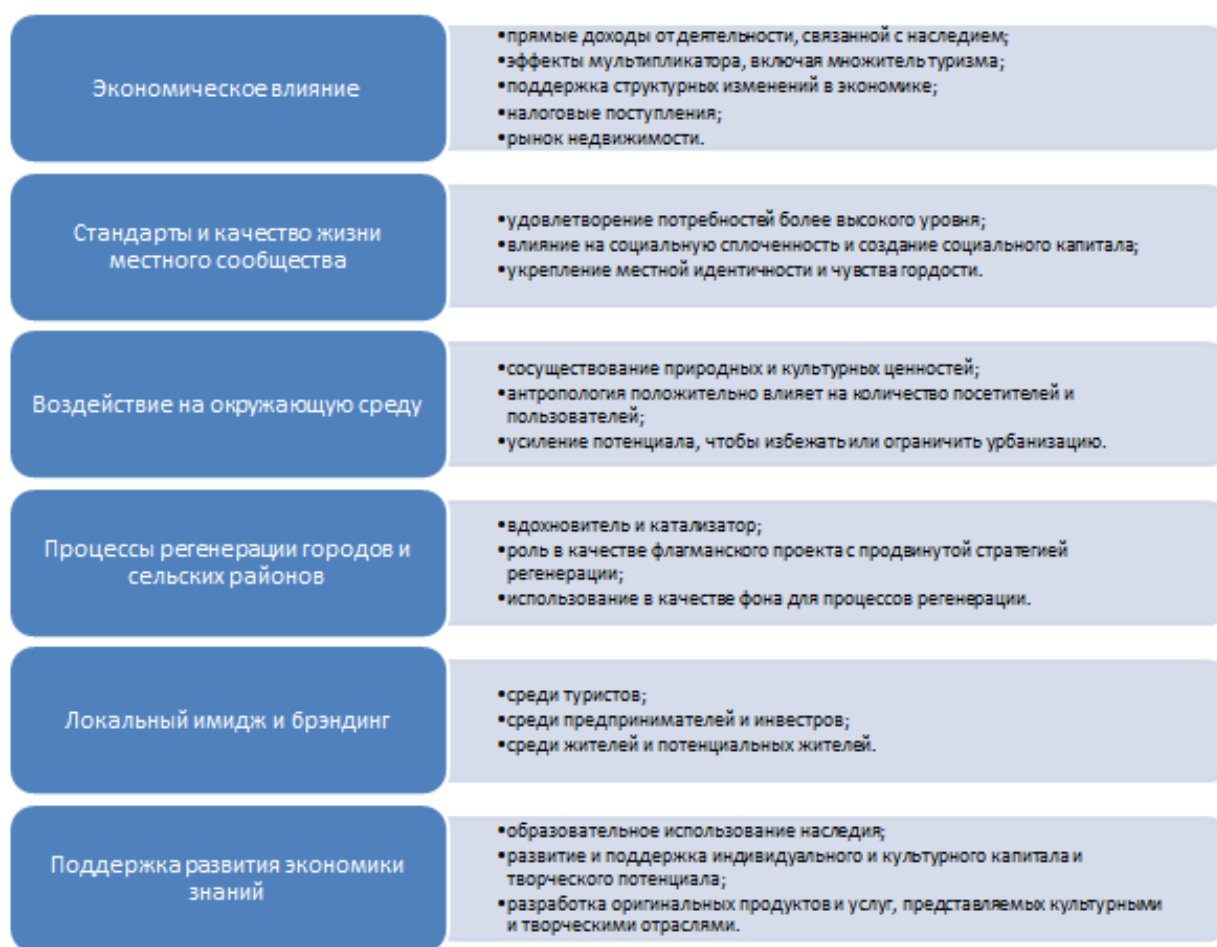 Экономическое влияние
•прямые доходы от деятельности, связанной с наследием;
•эффекты мультипликатора, включая множитель туризма;
•поддержка структурных изменений в экономике;
•налоговые поступления;
•рынок недвижимости.
Стандарты и качество жизни
местного сообщества
•удовлетворение потребностей более высокого уровня;
•влияние на социальную сплоченность и создание социального капитала;
•укрепление местной идентичности и чувства гордости.
Воздействие на окружающую среду
•сосуществование природных и культурных ценностей;
•антропология положительно влияет на количество посетителей и
пользователей;
•усиление потенциала, чтобы избежать или ограничить урбанизацию.
Процессы регенерации городов и
сельских районов
•вдохновитель и катализатор;
•роль в качестве флагманского проекта с продвинутой стратегией
регенерации;
•использование в качестве фона для процессов регенерации.
Локальный имидж и брэндинг
•среди туристов;
•среди предпринимателей и инвестров;
•среди жителей и потенциальных жителей.
Поддержка развития экономики
знаний
•образовательное использование наследия;
•развитие и поддержка индивидуального и культурного капитала и
творческого потенциала;
•разработка оригинальных продуктов и услуг, представляемых культурными
и творческими отраслями.